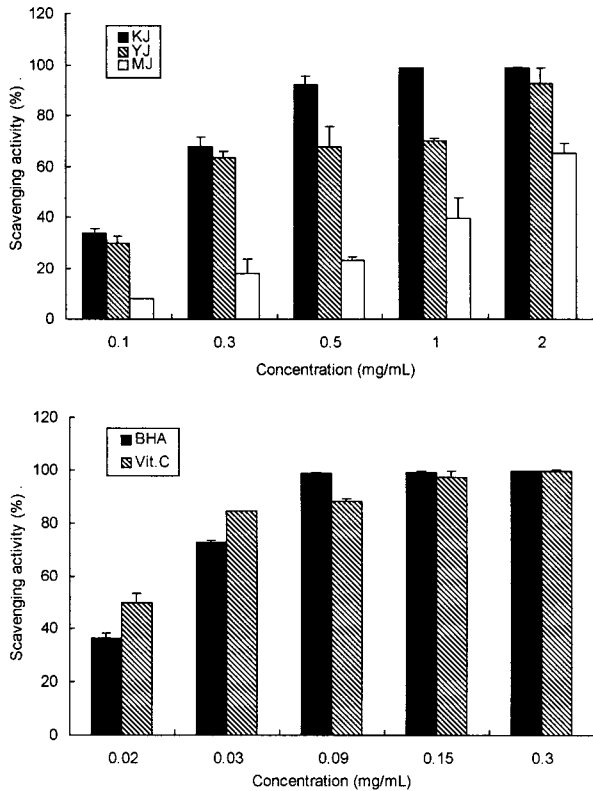 120
100
80
60
40
20
0
Scavenging activity (%) .
KJ
YJ
MJ
0.1 0.3 0.5 1 2
Concentration (mg/mL)
120
100
80
60
40
20
0
Scavenging activity (%) .
BHA
Vit.C
0.02 0.03 0.09 0.15 0.3
Concentration (mg/mL)